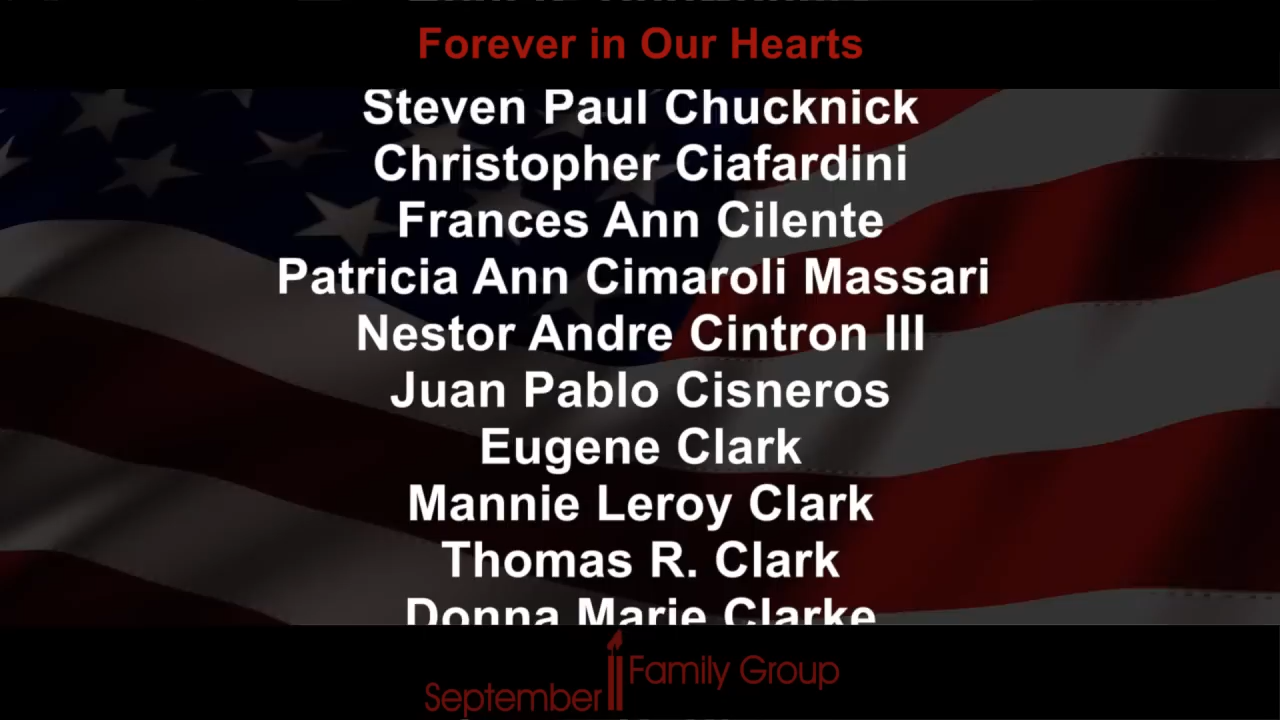 Forever in Our Hearts
Steven Paul Chucknick
Christopher Ciafardini
Frances Ann Cilente
Patricia Ann Cimaroli Massari
Nestor Andre Cintron III
Juan Pablo Cisneros
Eugene Clark
Mannie Leroy Clark
Thomas R. Clark
Donna Marie Clarke
September 11 Family Group